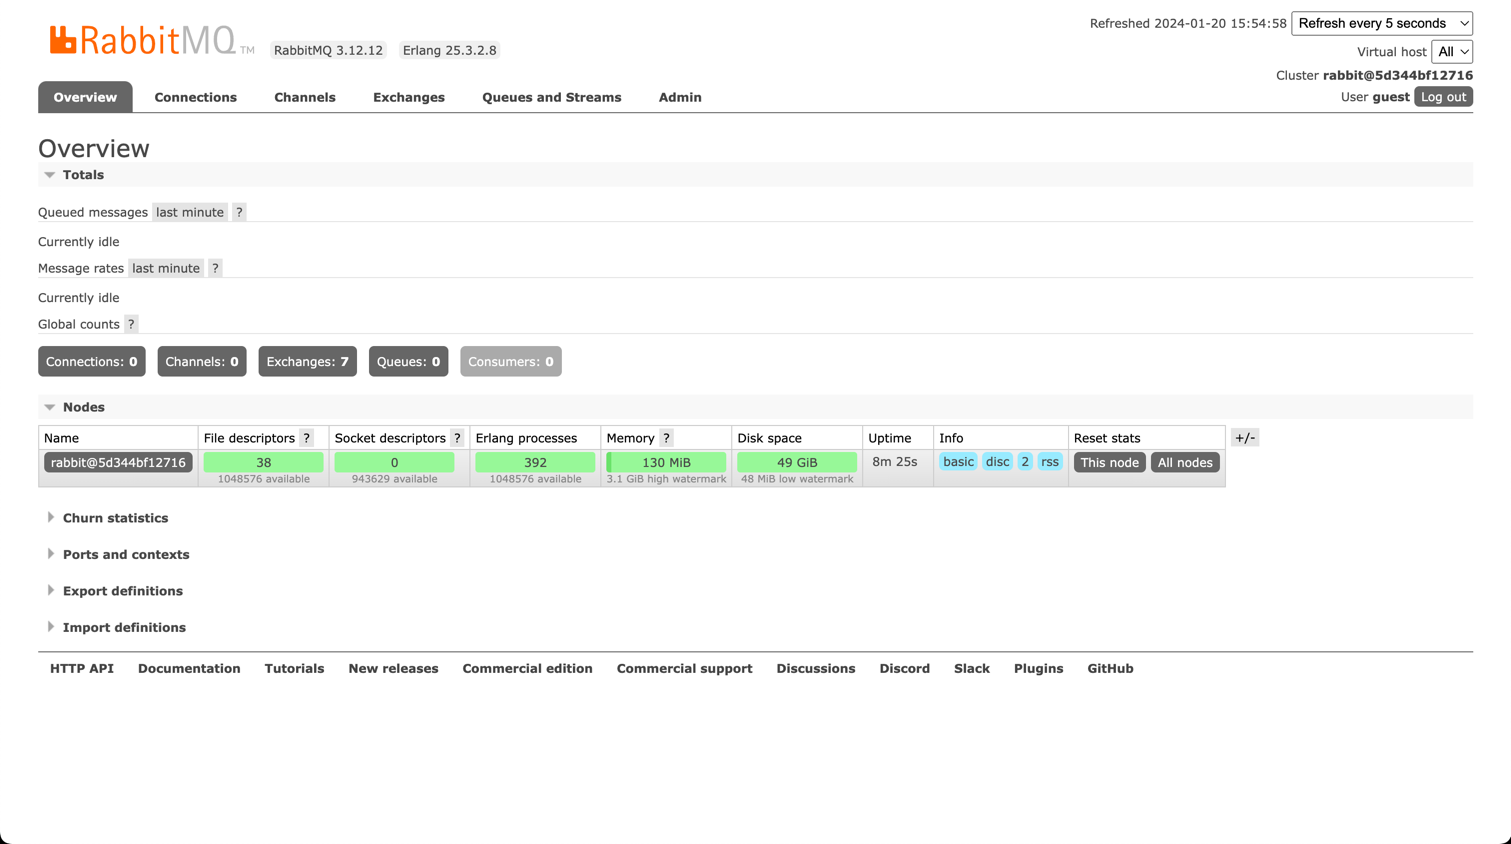 RabbitMQ TM RabbitMQ 3.12.12 Erlang 25.3.2.8
Refreshed 2024-01-20 15:54:58 Refresh every 5 seconds
Virtual host All
Cluster rabbit@5d344bf12716
User guest Log out
Overview Connections Channels Exchanges Queues and Streams Admin
Overview
Totals
Queued messages last minute ?
Currently idle
Message rates last minute ?
Currently idle
Global counts ?
Connections: 0 Channels: 0 Exchanges: 7 Queues: 0 Consumers: 0
Nodes
Name File descriptors ? Socket descriptors ? Erlang processes Memory ? Disk space Uptime Info Reset stats +/-
rabbit@5d344bf12716 38 0 392 130 MiB 49 GiB 8m 25s basic disc 2 rss This node All nodes
1048576 available 943629 available 1048576 available 3.1 GiB high watermark 48 MiB low watermark
Churn statistics
Ports and contexts
Export definitions
Import definitions
HTTP API Documentation Tutorials New releases Commercial edition Commercial support Discussions Discord Slack Plugins GitHub